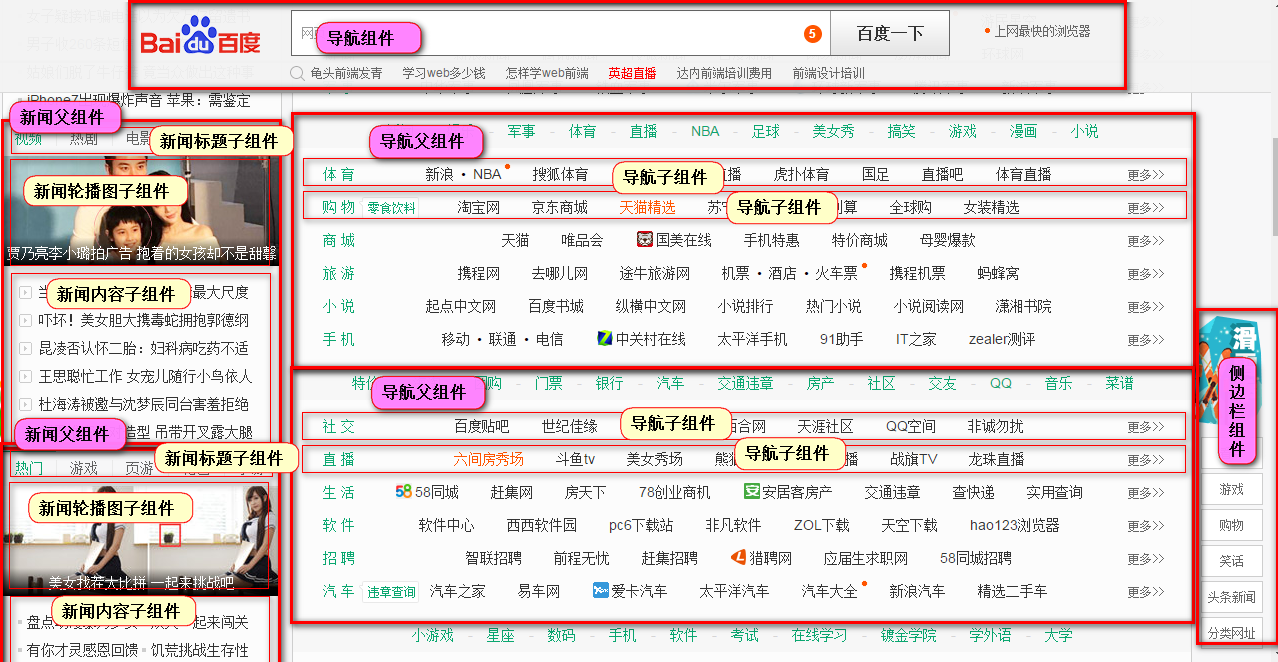 Bai du 百度
导航组件
5
百度一下
上网最快的浏览器
龟头前端发青 学习web多少钱 怎样学web前端 英超直播 达内前端培训费用 前端设计培训
iPhone7出现爆炸声音 苹果：需鉴定
新闻父组件
视频 热剧 电影
新闻标题子组件
新闻轮播图子组件
贾乃亮李小璐拍广告 抱着的女孩却不是甜馨
新闻内容子组件
最大尺度
吓坏！美女胆大携毒蛇拥抱郭德纲
昆凌否认怀二胎：妇科病吃药不适
王思聪忙工作 女宠儿随行小鸟依人
杜海涛被邀与沈梦辰同台害羞拒绝
新闻父组件
造型 吊带开叉露大腿
热门 游戏 页游
新闻标题子组件
新闻轮播图子组件
美女找茬大比拼 一起来挑战吧
新闻内容子组件
一起来闯关
有你才灵感恩回馈 饥荒挑战生存性
导航父组件
军事 - 体育 - 直播 - NBA - 足球 - 美女秀 - 搞笑 - 游戏 - 漫画 - 小说
体育 新浪·NBA 搜狐体育 导航子组件 播 虎扑体育 国足 直播吧 体育直播 更多>>
购物 零食饮料 淘宝网 京东商城 天猫精选 苏宁 导航子组件 算 全球购 女装精选 更多>>
商城 天猫 唯品会 国美在线 手机特惠 特价商城 母婴爆款 更多>>
旅游 携程网 去哪儿网 途牛旅游网 机票·酒店·火车票 携程机票 蚂蜂窝 更多>>
小说 起点中文网 百度书城 纵横中文网 小说排行 热门小说 小说阅读网 潇湘书院 更多>>
手机 移动·联通·电信 中关村在线 太平洋手机 91助手 IT之家 zealer测评 更多>>
特价 导航父组件 购 - 门票 - 银行 - 汽车 - 交通违章 - 房产 - 社区 - 交友 - QQ - 音乐 - 菜谱
社交 百度贴吧 世纪佳缘 导航子组件 百合网 天涯社区 QQ空间 非诚勿扰 更多>>
直播 六间房秀场 斗鱼tv 美女秀场 熊猫 导航子组件 播 战旗TV 龙珠直播 更多>>
生活 58同城 赶集网 房天下 78创业商机 安居客房产 交通违章 查快递 实用查询 更多>>
软件 软件中心 西西软件园 pc6下载站 非凡软件 ZOL下载 天空下载 hao123浏览器 更多>>
招聘 智联招聘 前程无忧 赶集招聘 猎聘网 应届生求职网 58同城招聘 更多>>
汽车 违章查询 汽车之家 易车网 爱卡汽车 太平洋汽车 汽车大全 新浪汽车 精选二手车 更多>>
小游戏 - 星座 - 数码 - 手机 - 软件 - 考试 - 在线学习 - 镀金学院 - 学外语 - 大学
滑
侧边栏组件
游戏
购物
笑话
头条新闻
分类网址